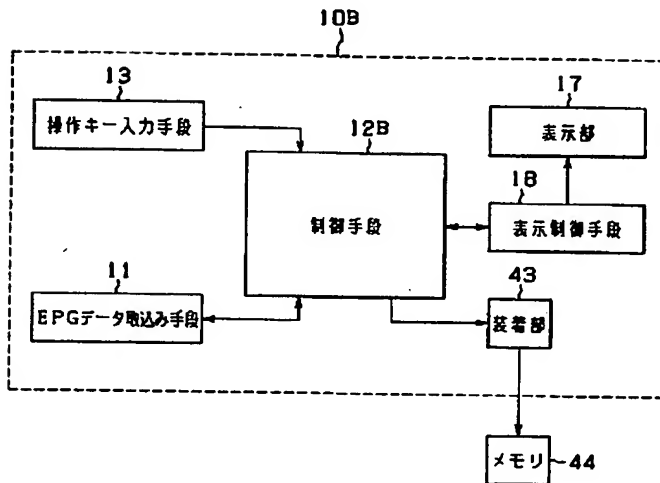 10B
13
操作キー入力手段
17
表示部
12B
制御手段
18
表示制御手段
11
EPGデータ取込み手段
43
装着部
メモリ
44